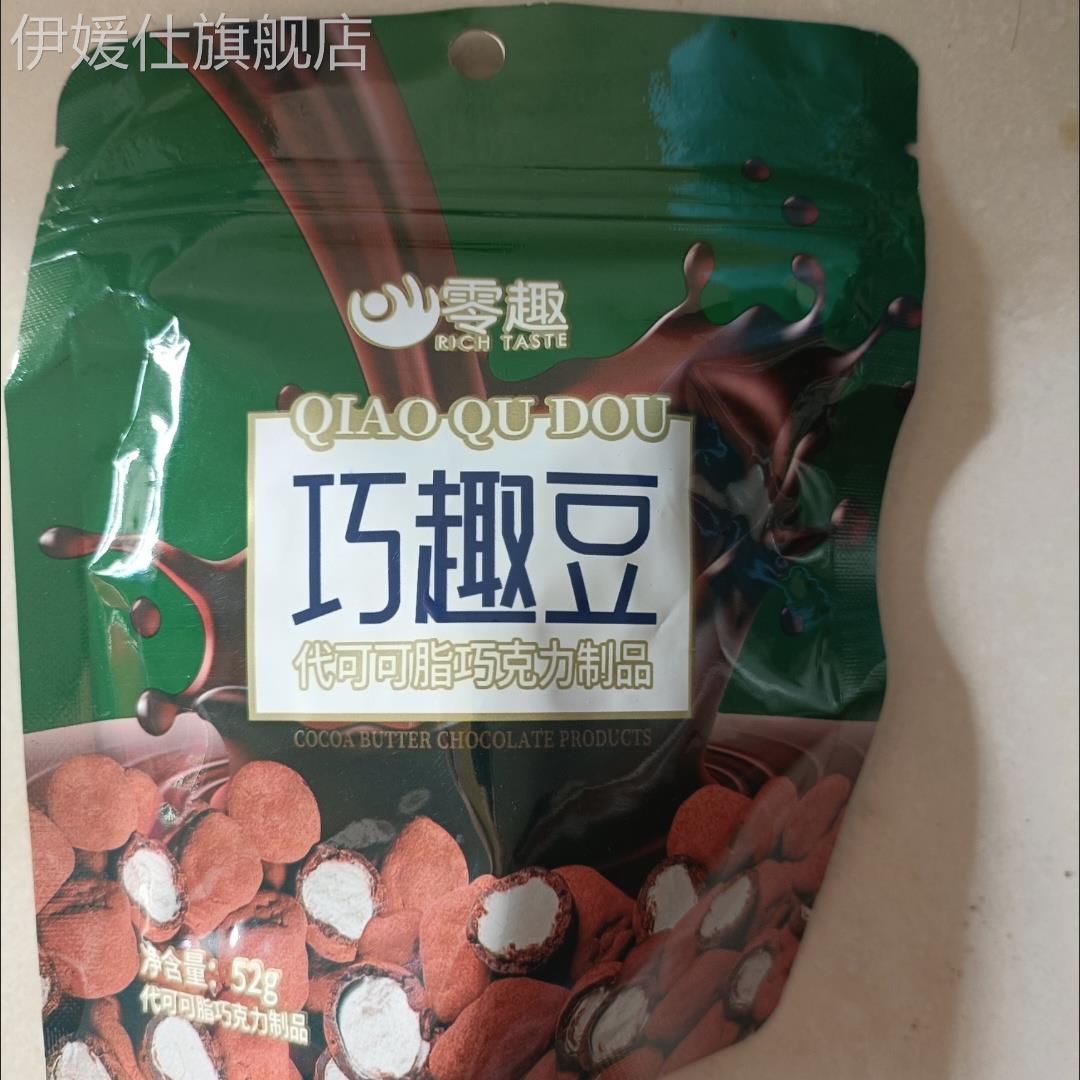 伊媛仕旗舰店
零趣
RICH TASTE
QIAO QU DOU
巧趣豆
代可可脂巧克力制品
COCOA BUTTER CHOCOLATE PRODUCTS
净含量：52g
代可可脂巧克力制品